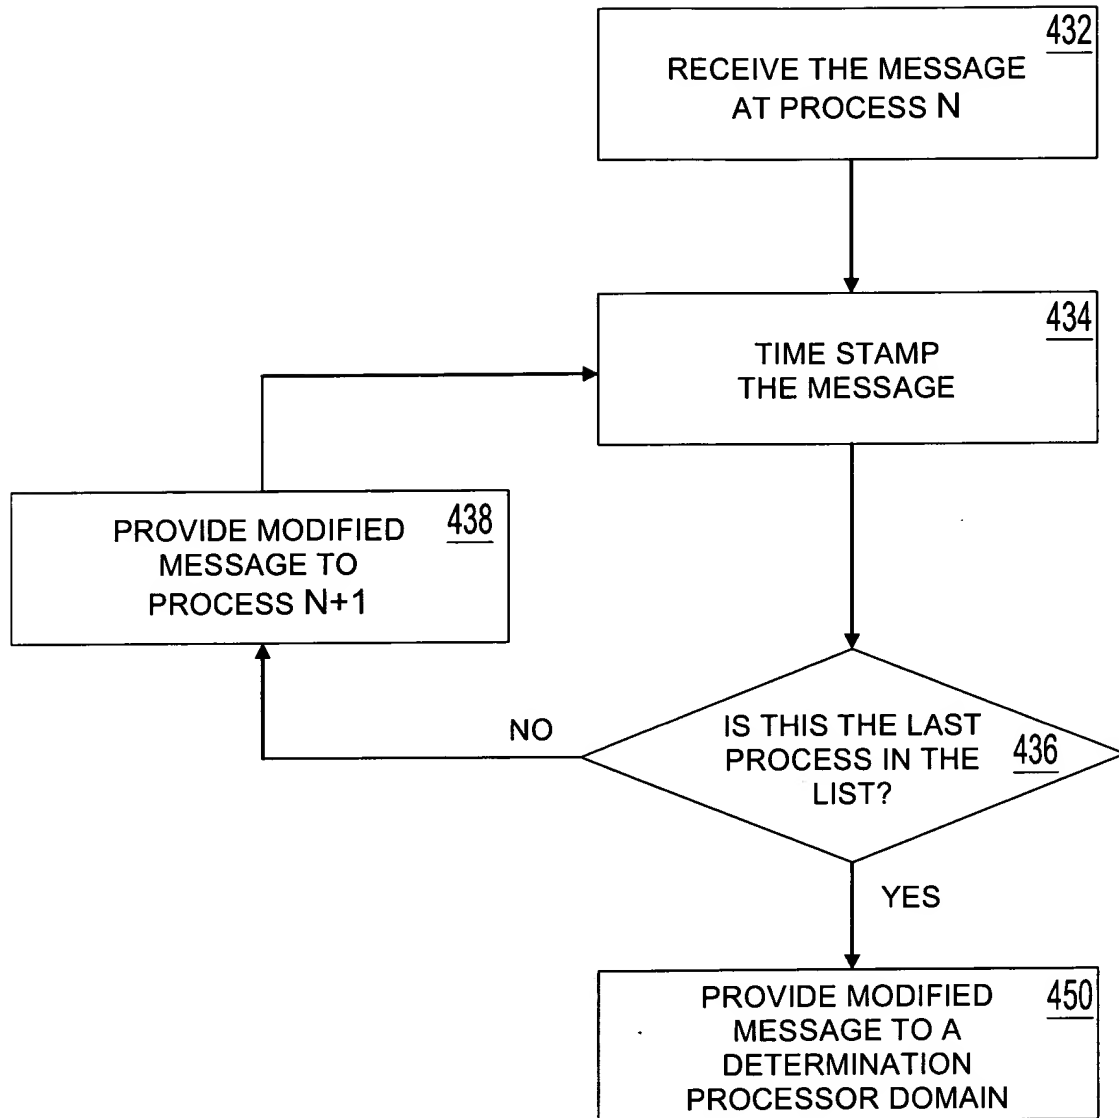 432
RECEIVE THE MESSAGE
AT PROCESS N
434
TIME STAMP
THE MESSAGE
438
PROVIDE MODIFIED
MESSAGE TO
PROCESS N+1
NO
IS THIS THE LAST
PROCESS IN THE
LIST?
436
YES
450
PROVIDE MODIFIED
MESSAGE TO A
DETERMINATION
PROCESSOR DOMAIN